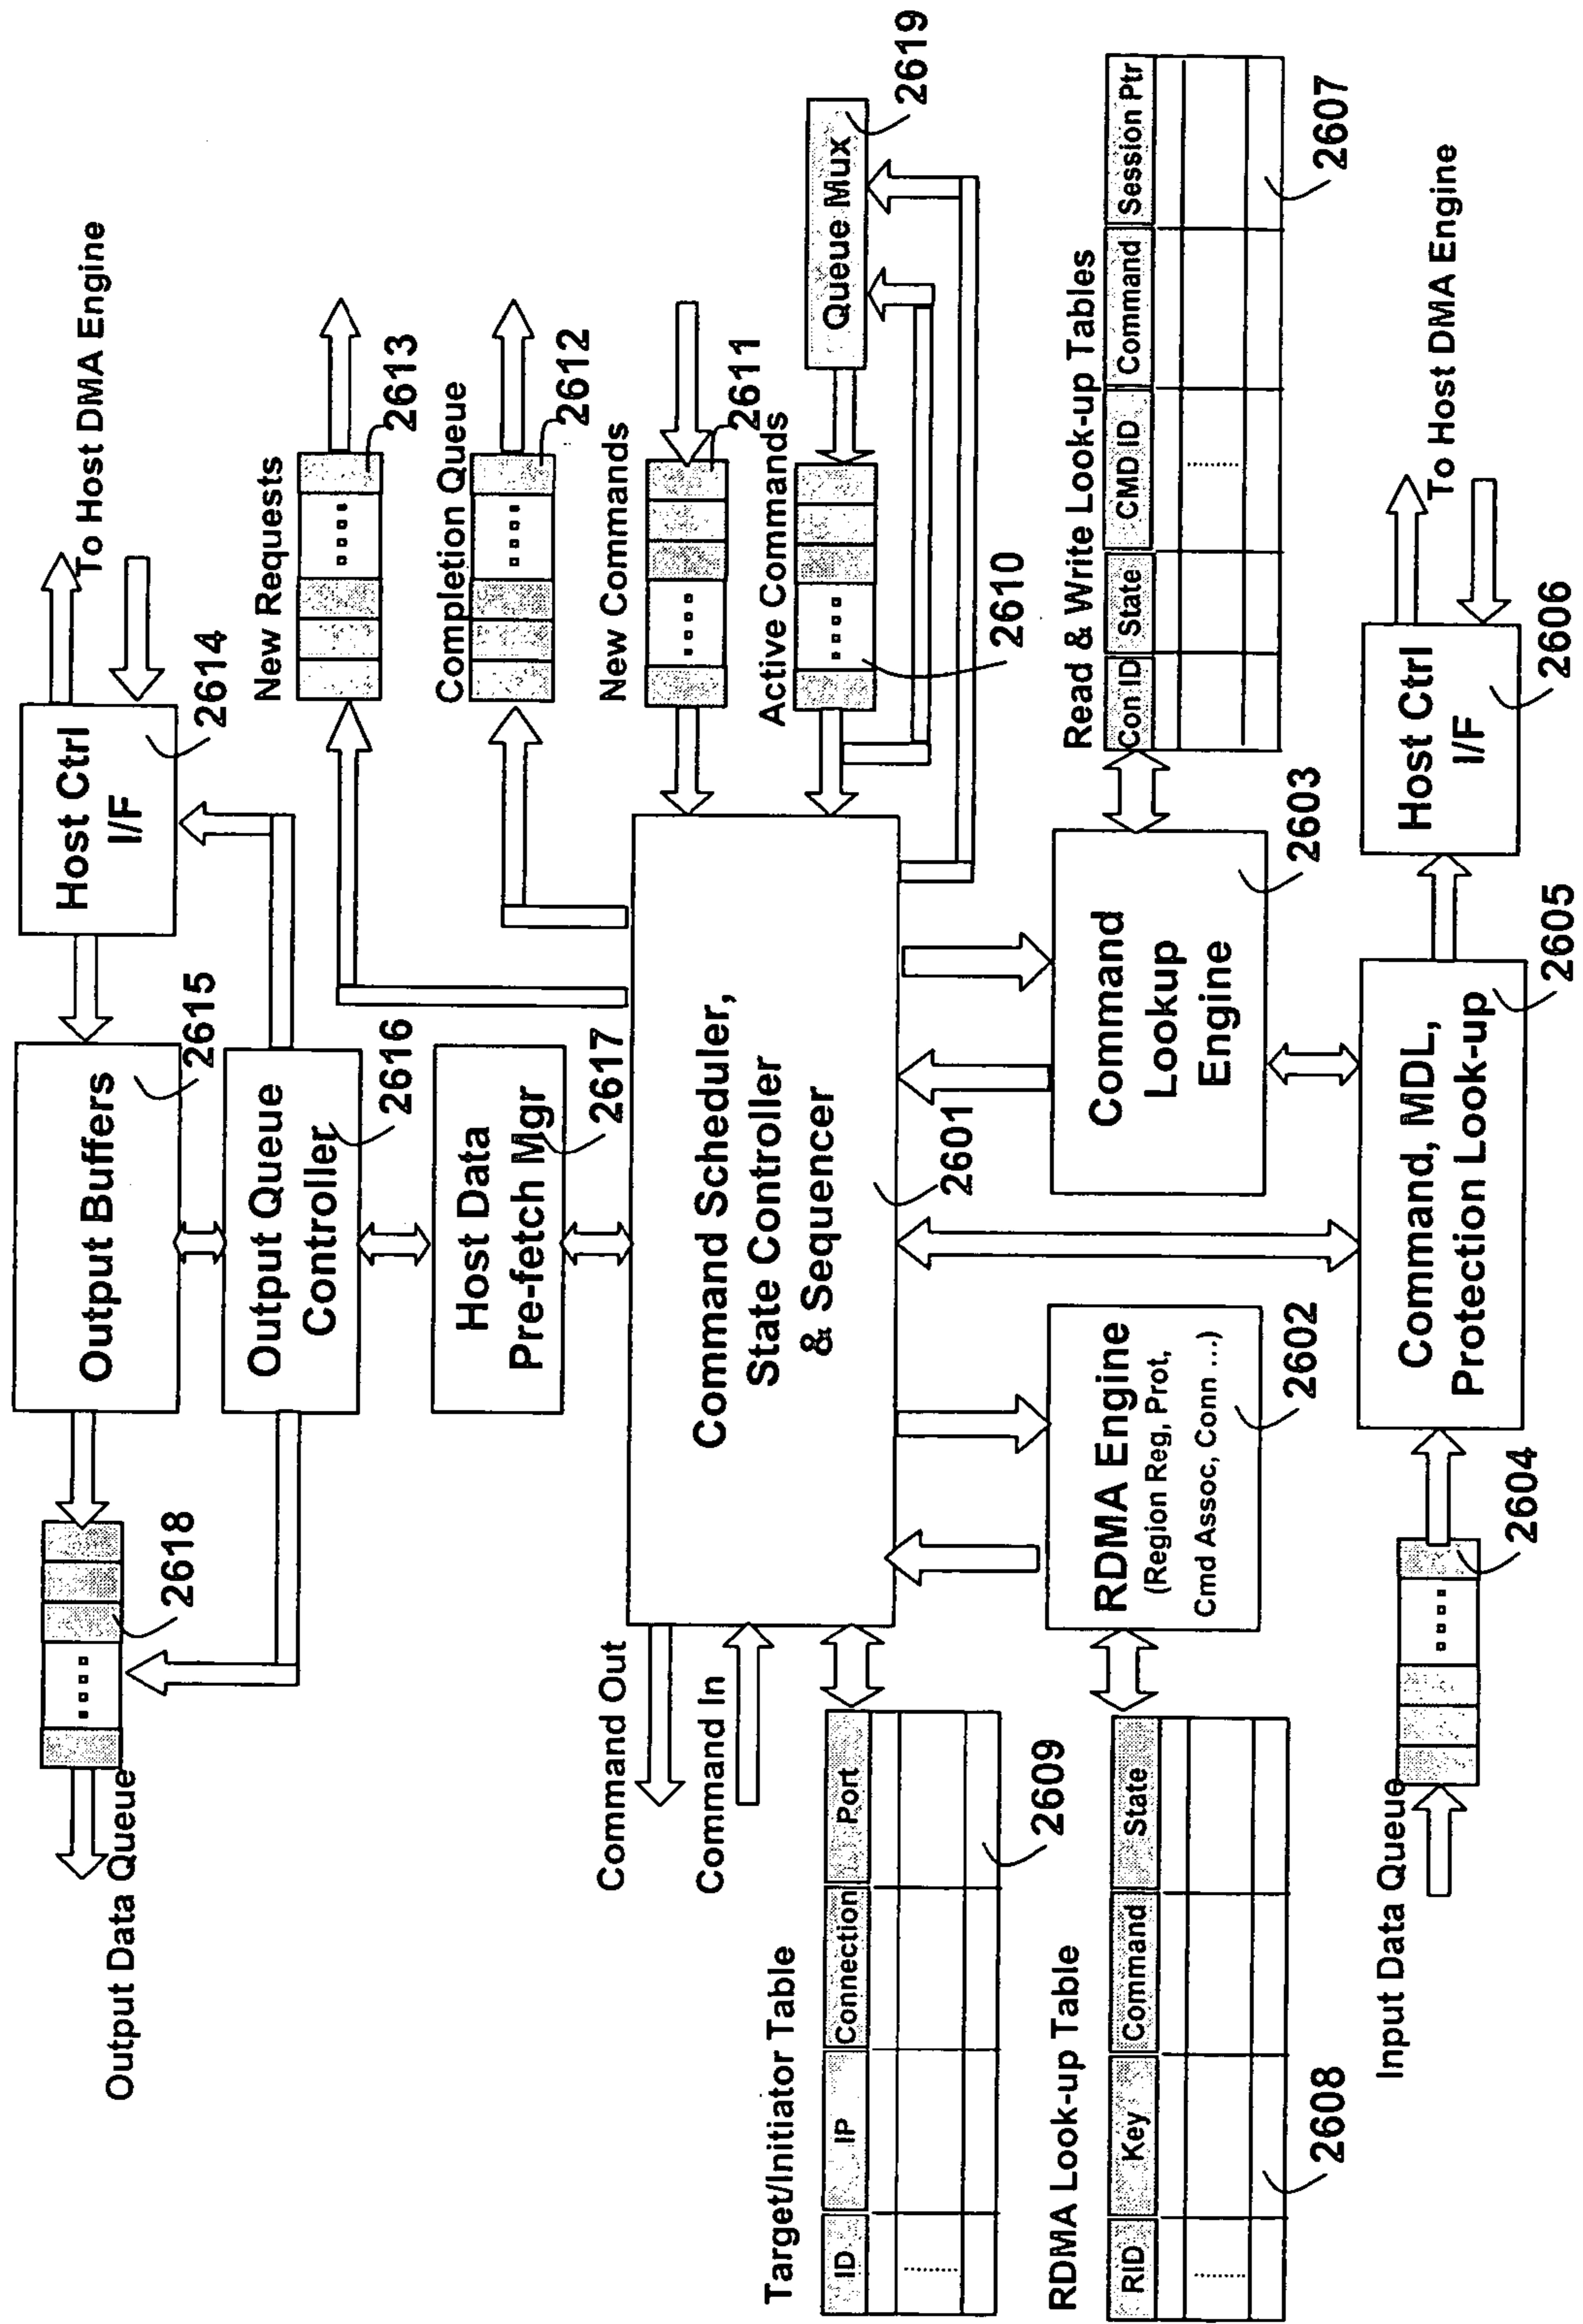 Output Data Queue
2618
Output Buffers
2615
Host Ctrl
I/F
2614
To Host DMA Engine
Output Queue
Controller
2616
Host Data
Pre-fetch Mgr
2617
New Requests
2613
Completion Queue
2612
New Commands
2611
Active Commands
2610
Queue Mux
2619
Command Out
Command In
Command Scheduler,
State Controller
& Sequencer
2601
Target/Initiator Table
ID
IP
Connection
Port
2609
RDMA Look-up Table
RID
Key
Command
State
2608
RDMA Engine
(Region Reg, Prot,
Cmd Assoc, Conn ...)
2602
Command
Lookup
Engine
2603
Read & Write Look-up Tables
Con ID
State
CMD ID
Command
Session Ptr
2607
Input Data Queue
2604
Command, MDL,
Protection Look-up
2605
Host Ctrl
I/F
2606
To Host DMA Engine